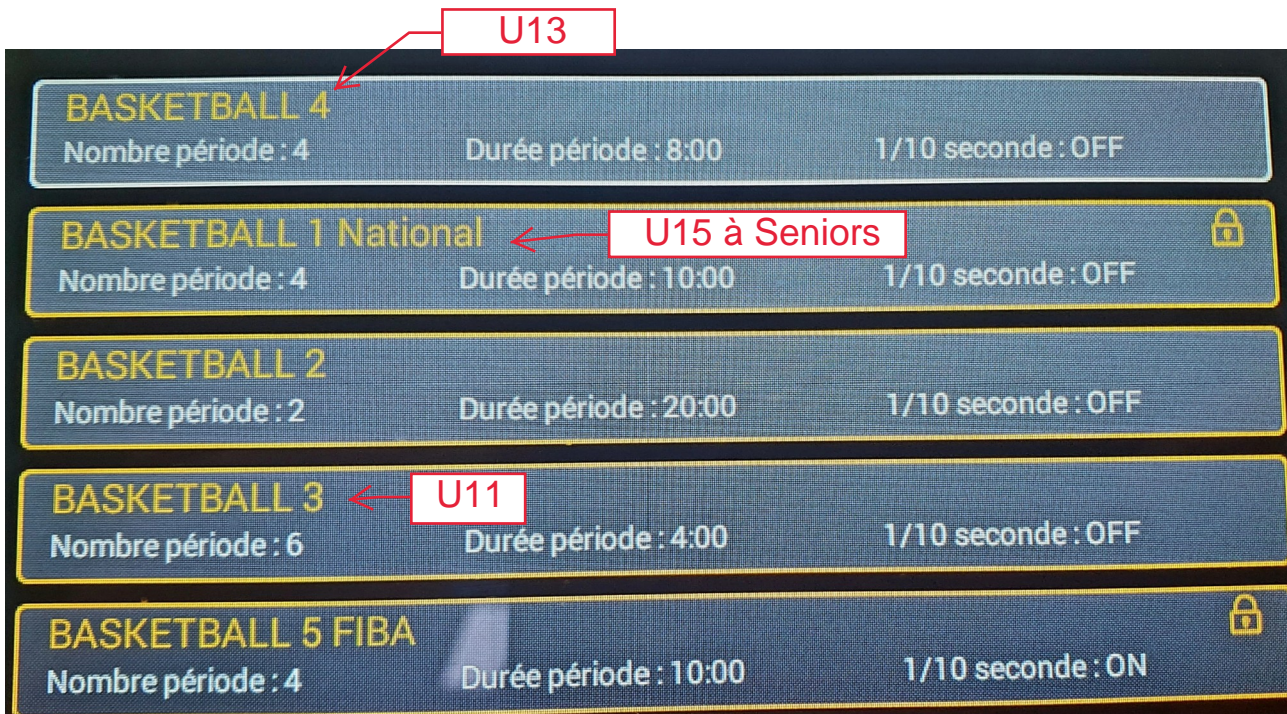 U13
BASKETBALL 4
Nombre période : 4 Durée période : 8:00 1/10 seconde : OFF
BASKETBALL 1 National U15 à Seniors
Nombre période : 4 Durée période : 10:00 1/10 seconde : OFF
BASKETBALL 2
Nombre période : 2 Durée période : 20:00 1/10 seconde : OFF
BASKETBALL 3 U11
Nombre période : 6 Durée période : 4:00 1/10 seconde : OFF
BASKETBALL 5 FIBA
Nombre période : 4 Durée période : 10:00 1/10 seconde : ON